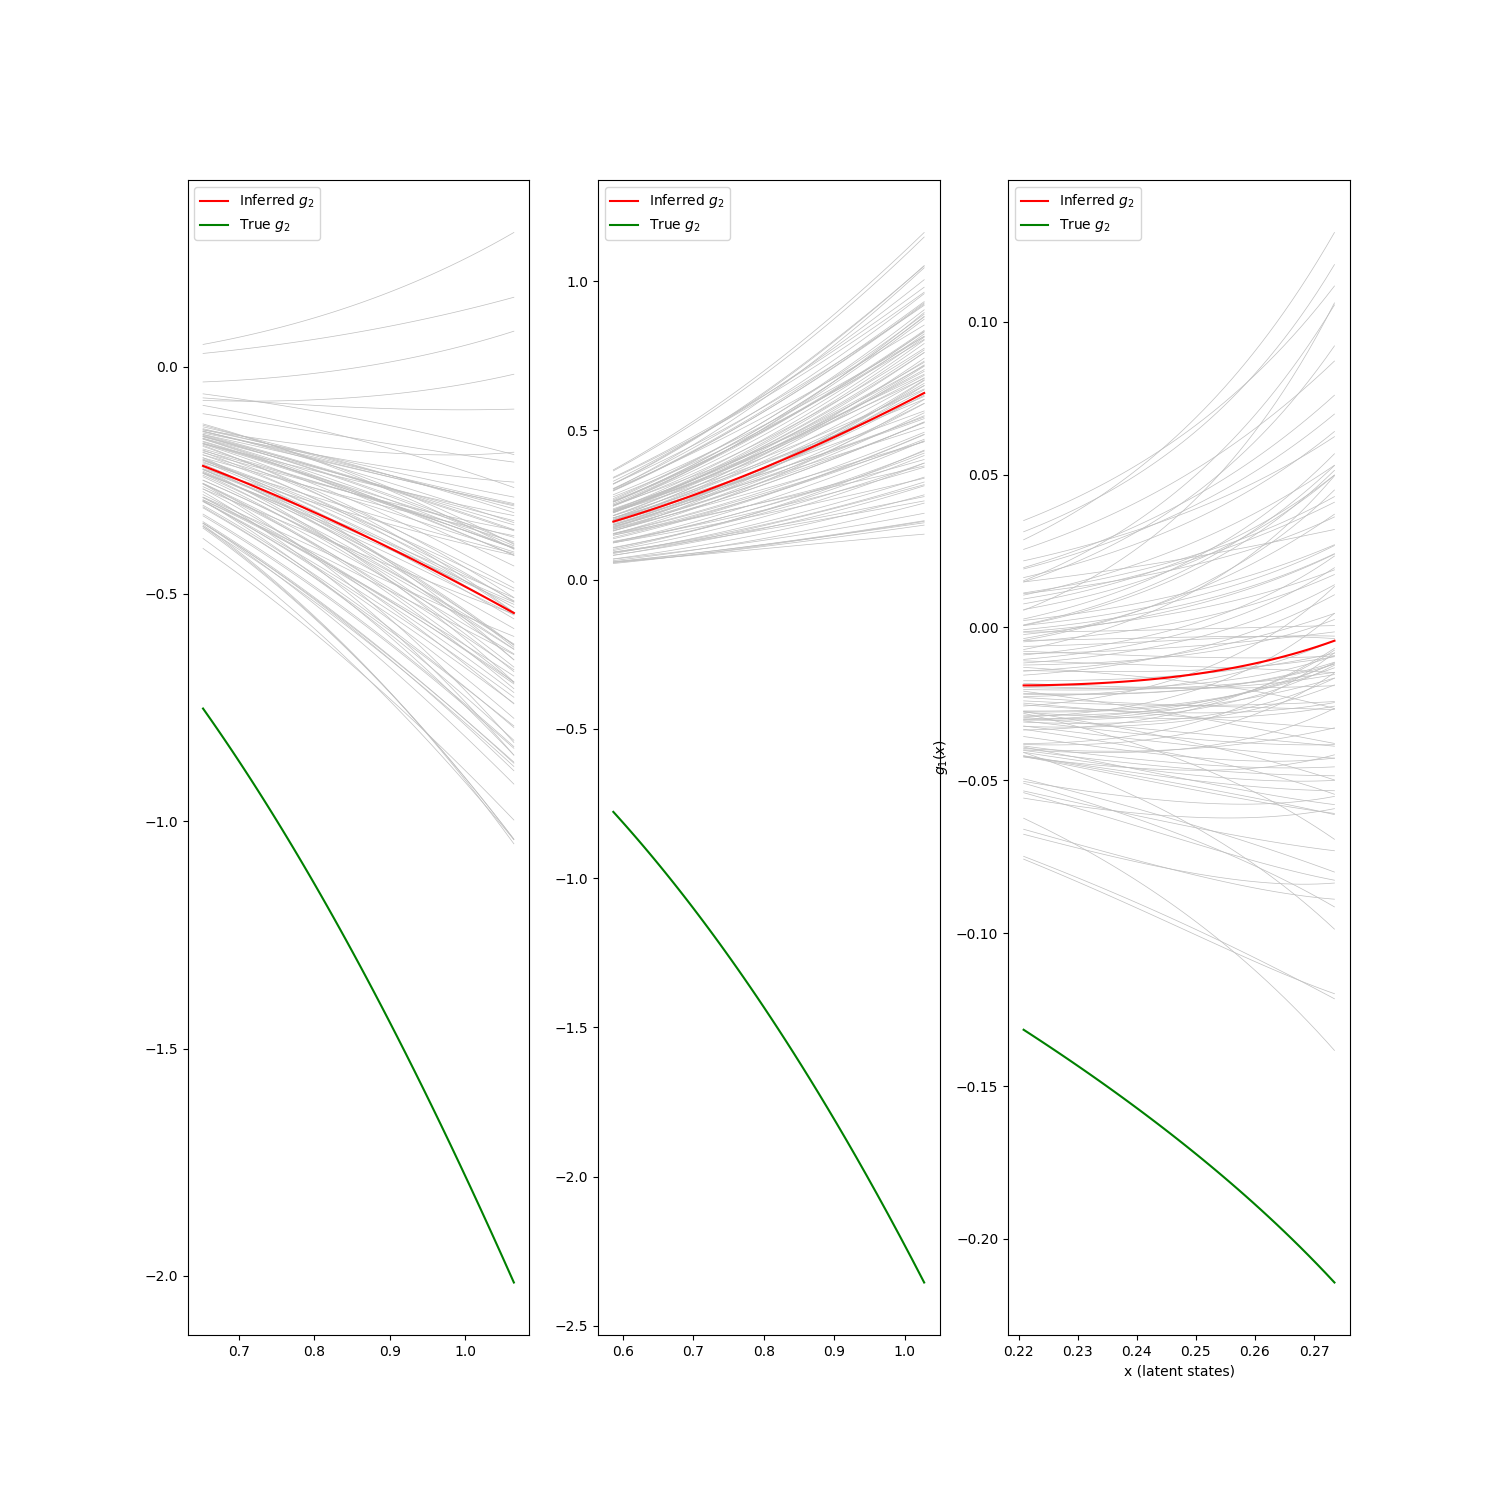 Inferred g₂
True g₂
0.0
−0.5
−1.0
−1.5
−2.0
0.7 0.8 0.9 1.0
Inferred g₂
True g₂
1.0
0.5
0.0
−0.5
−1.0
−1.5
−2.0
−2.5
0.6 0.7 0.8 0.9 1.0
g₁(x)
Inferred g₂
True g₂
0.10
0.05
0.00
−0.05
−0.10
−0.15
−0.20
0.22 0.23 0.24 0.25 0.26 0.27
x (latent states)